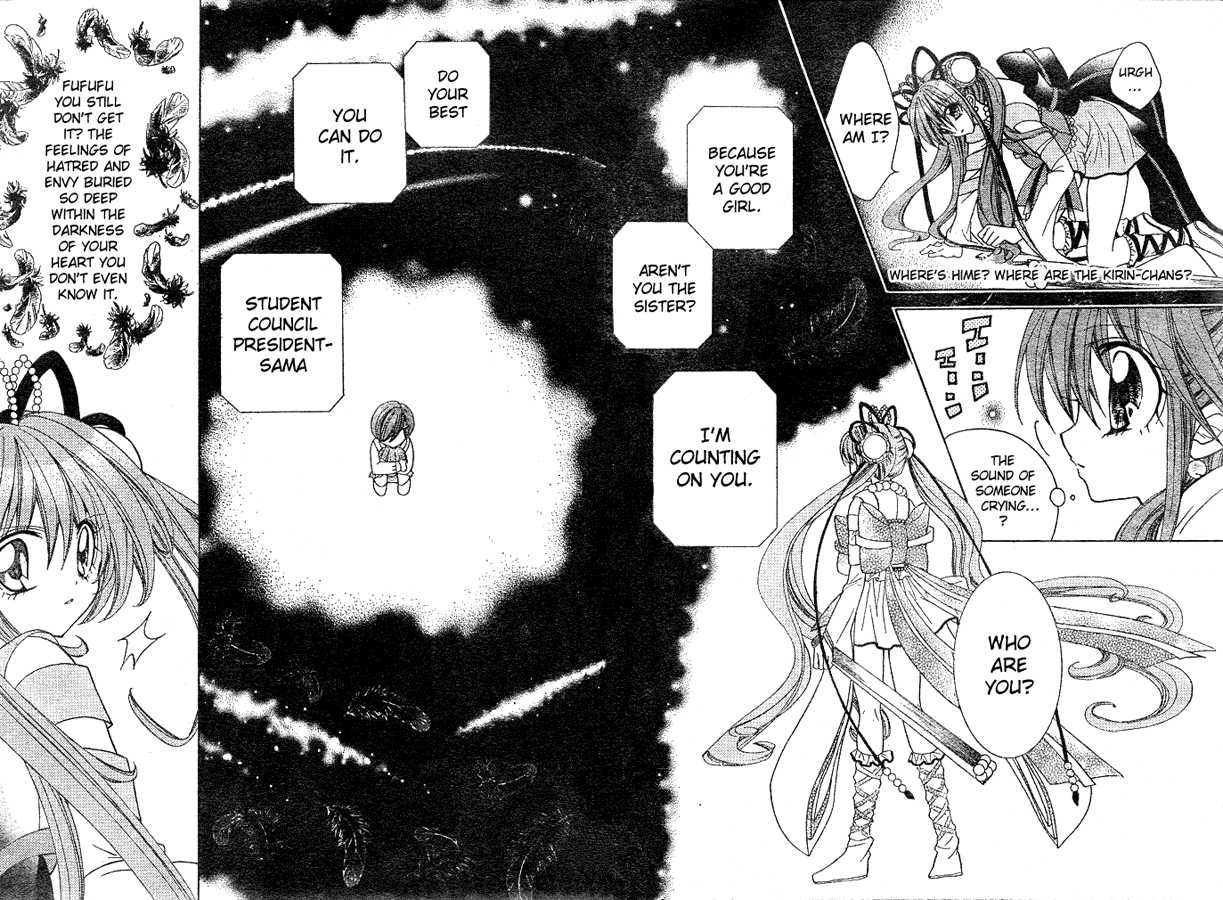 URGH
...
WHERE
AM I?
WHERE'S HIME? WHERE ARE THE KIRIN-CHANS?
THE
SOUND OF
SOMEONE
CRYING...
?
WHO
ARE
YOU?
BECAUSE
YOU'RE
A GOOD
GIRL.
AREN'T
YOU THE
SISTER?
I'M
COUNTING
ON YOU.
DO
YOUR
BEST
YOU
CAN DO
IT.
STUDENT
COUNCIL
PRESIDENT-
SAMA
FUFUFU
YOU STILL
DON'T GET
IT? THE
FEELINGS OF
HATRED AND
ENVY BURIED
SO DEEP
WITHIN THE
DARKNESS
OF YOUR
HEART YOU
DON'T EVEN
KNOW IT.